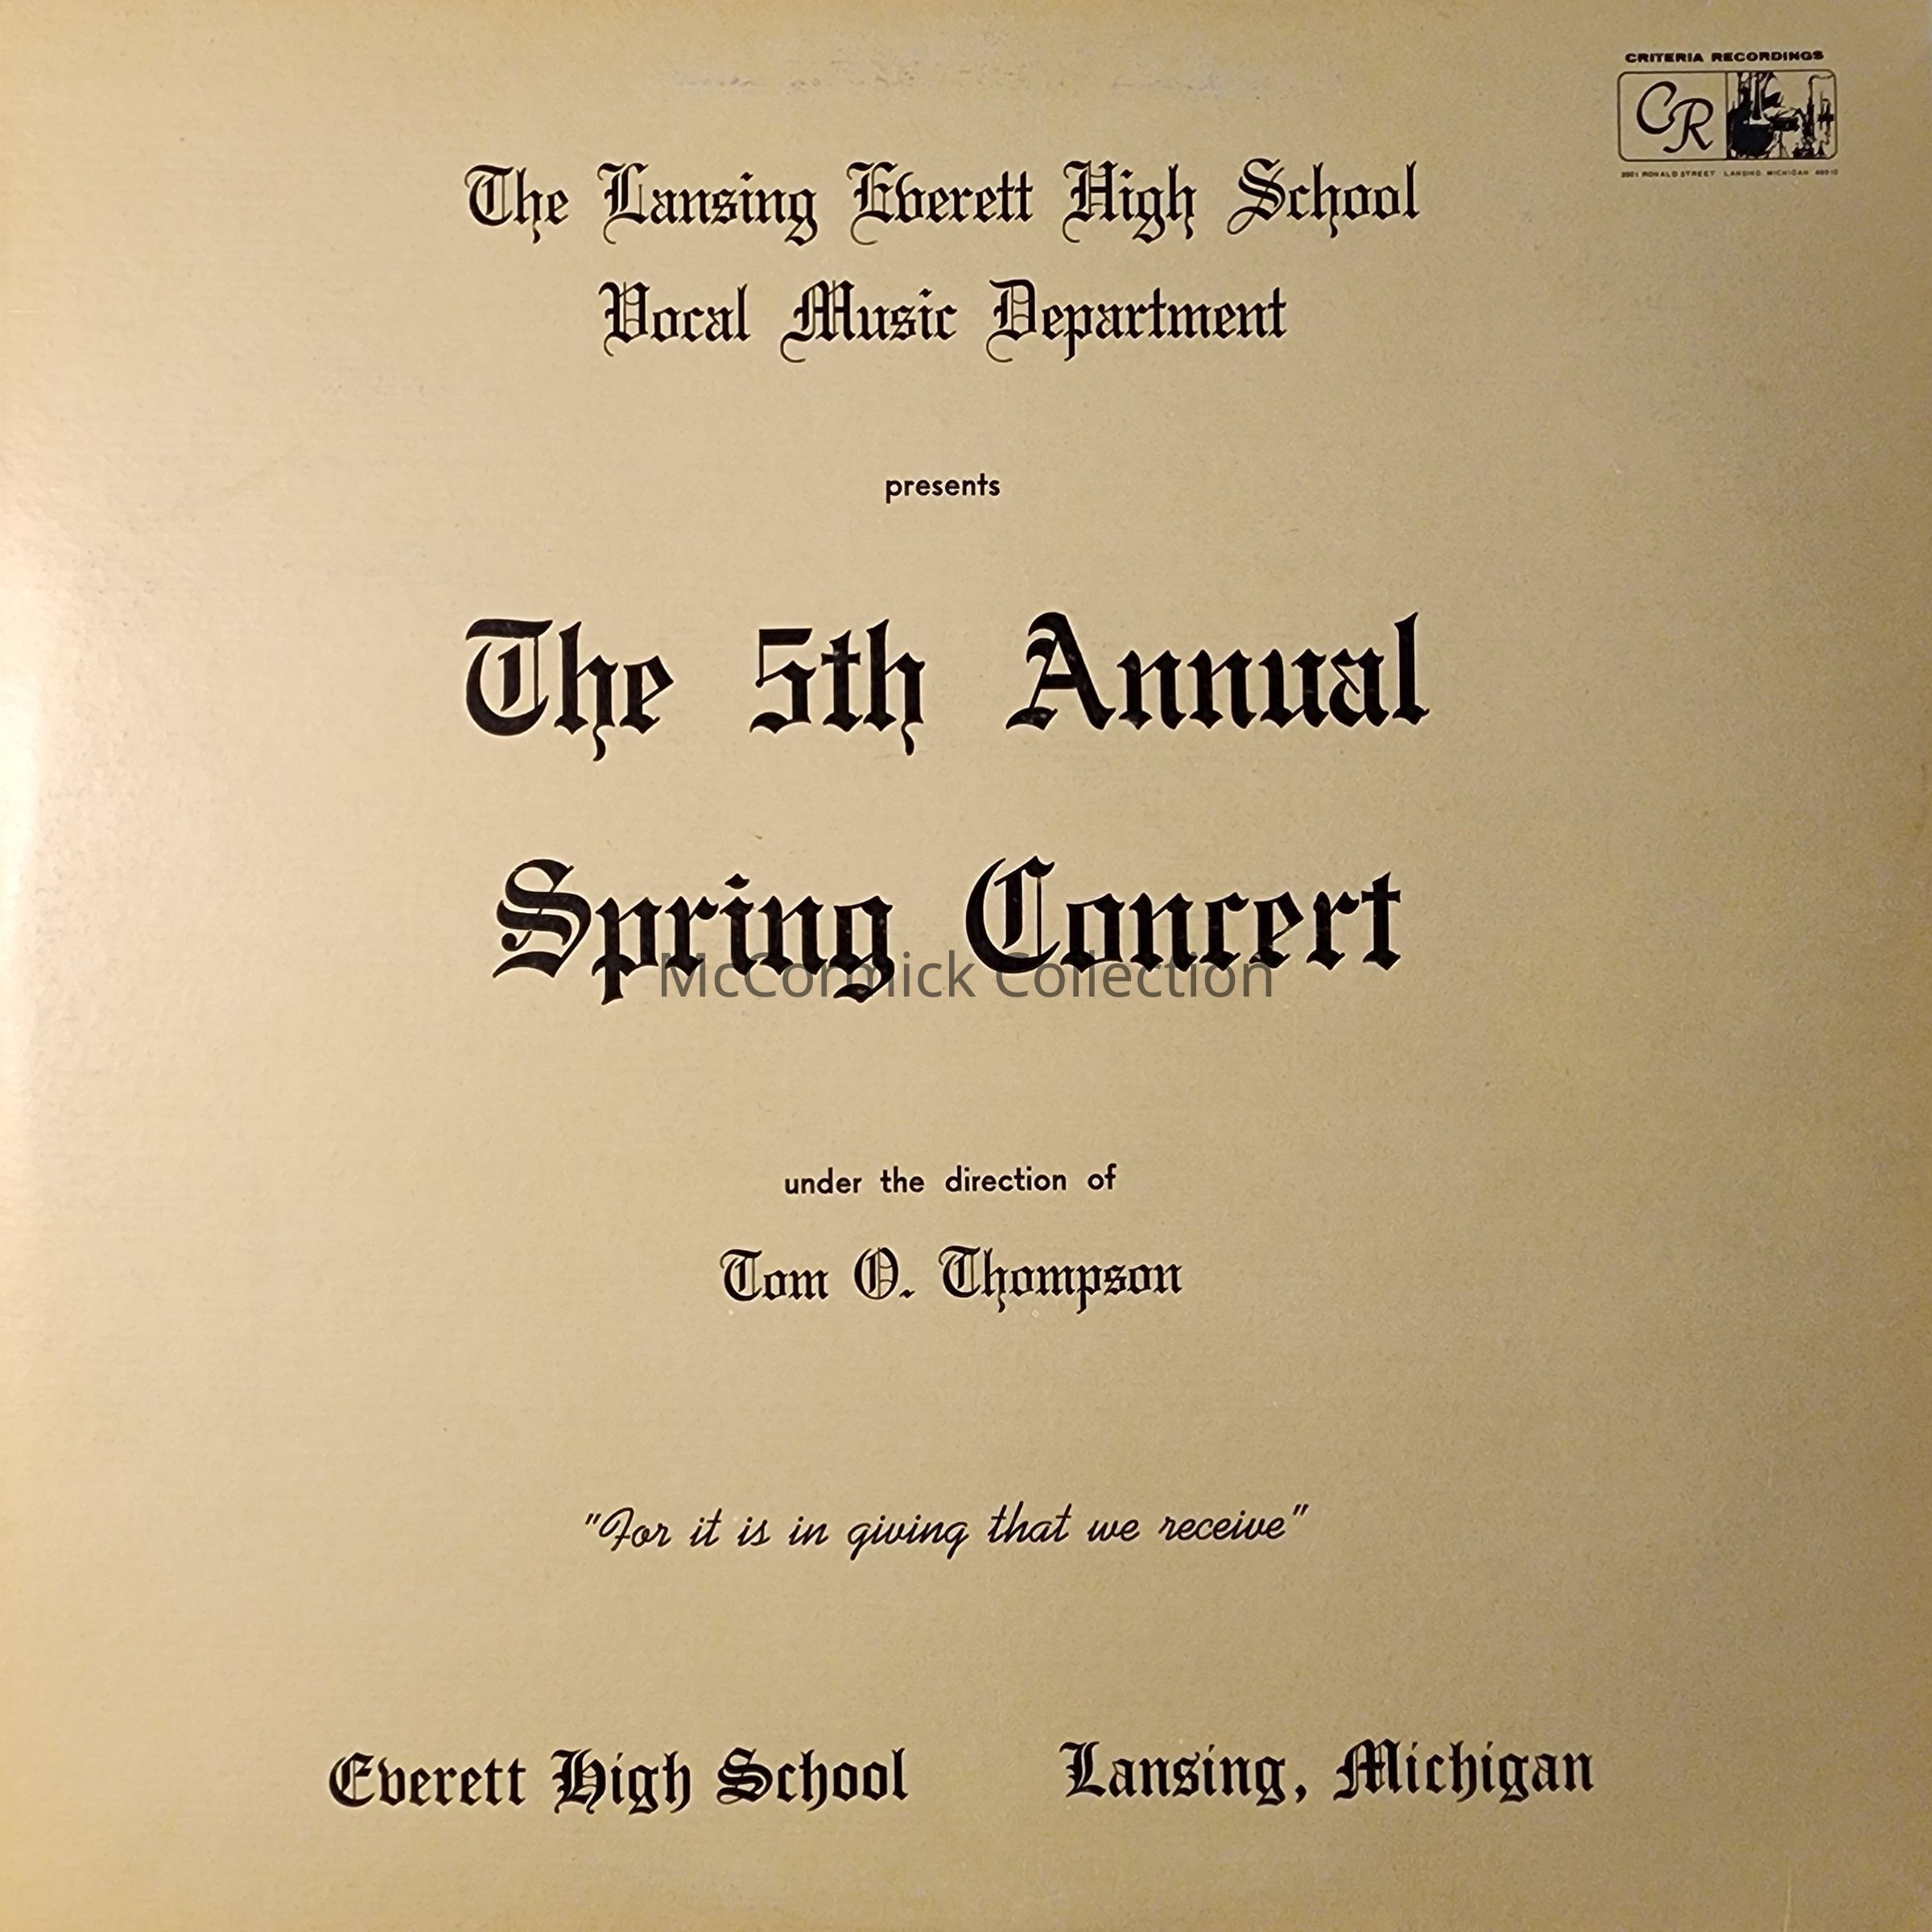 CRITERIA RECORDINGS
CR
The Lansing Everett High School
Vocal Music Department
presents
The 5th Annual
Spring Concert
McCormick Collection
under the direction of
Tom O. Thompson
"For it is in giving that we receive"
Everett High School Lansing, Michigan